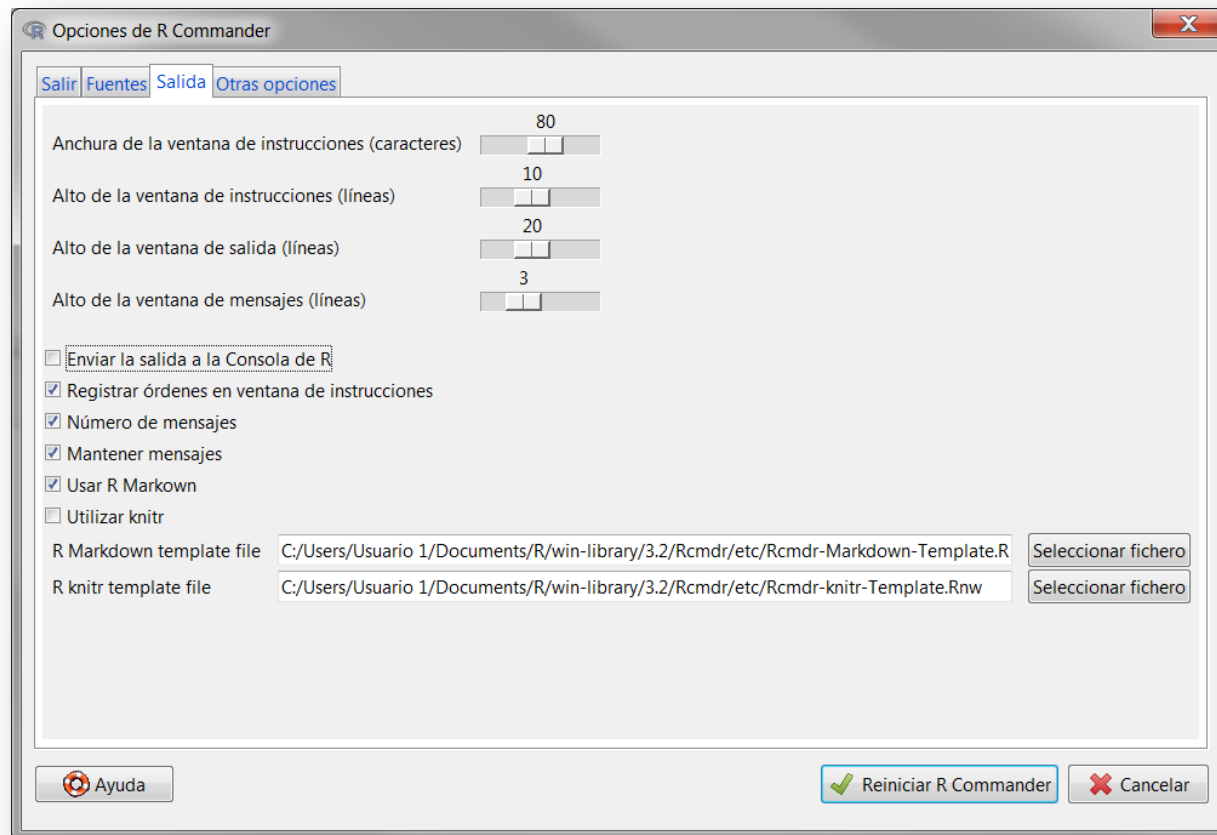 Opciones de R Commander
Salir Fuentes Salida Otras opciones
80
Anchura de la ventana de instrucciones (caracteres)
10
Alto de la ventana de instrucciones (líneas)
20
Alto de la ventana de salida (líneas)
3
Alto de la ventana de mensajes (líneas)
Enviar la salida a la Consola de R
Registrar órdenes en ventana de instrucciones
Número de mensajes
Mantener mensajes
Usar R Markown
Utilizar knitr
R Markdown template file C:/Users/Usuario 1/Documents/R/win-library/3.2/Rcmdr/etc/Rcmdr-Markdown-Template.R Seleccionar fichero
R knitr template file C:/Users/Usuario 1/Documents/R/win-library/3.2/Rcmdr/etc/Rcmdr-knitr-Template.Rnw Seleccionar fichero
Ayuda Reiniciar R Commander Cancelar